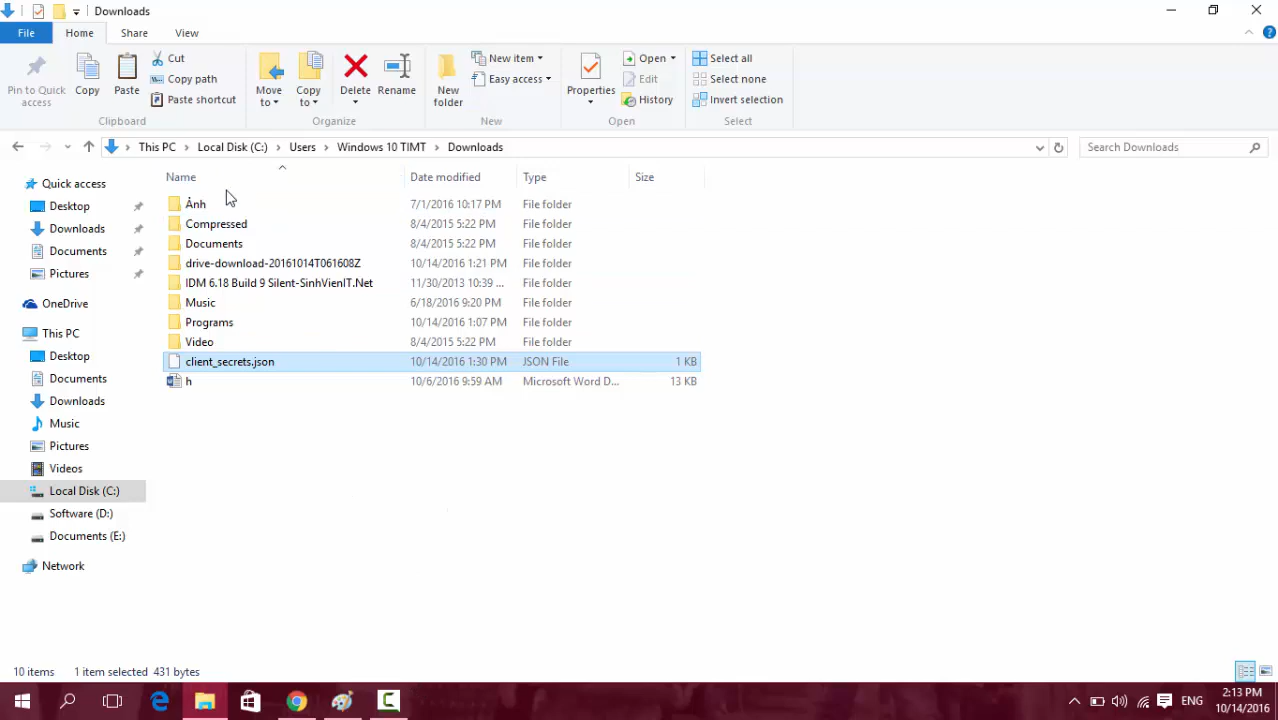 Downloads
File Home Share View
Pin to Quick access
Copy
Paste
Cut
Copy path
Paste shortcut
Clipboard
Move to
Copy to
Delete
Rename
Organize
New folder
New item
Easy access
New
Properties
Open
Edit
History
Open
Select all
Select none
Invert selection
Select
This PC Local Disk (C:) Users Windows 10 TIMT Downloads
Search Downloads
Quick access
Desktop
Downloads
Documents
Pictures
OneDrive
This PC
Desktop
Documents
Downloads
Music
Pictures
Videos
Local Disk (C:)
Software (D:)
Documents (E:)
Network
Name Date modified Type Size
Ảnh 7/1/2016 10:17 PM File folder
Compressed 8/4/2015 5:22 PM File folder
Documents 8/4/2015 5:22 PM File folder
drive-download-20161014T061608Z 10/14/2016 1:21 PM File folder
IDM 6.18 Build 9 Silent-SinhVienIT.Net 11/30/2013 10:39 ... File folder
Music 6/18/2016 9:20 PM File folder
Programs 10/14/2016 1:07 PM File folder
Video 8/4/2015 5:22 PM File folder
client_secrets.json 10/14/2016 1:30 PM JSON File 1 KB
h 10/6/2016 9:59 AM Microsoft Word D... 13 KB
10 items 1 item selected 431 bytes
ENG
2:13 PM
10/14/2016